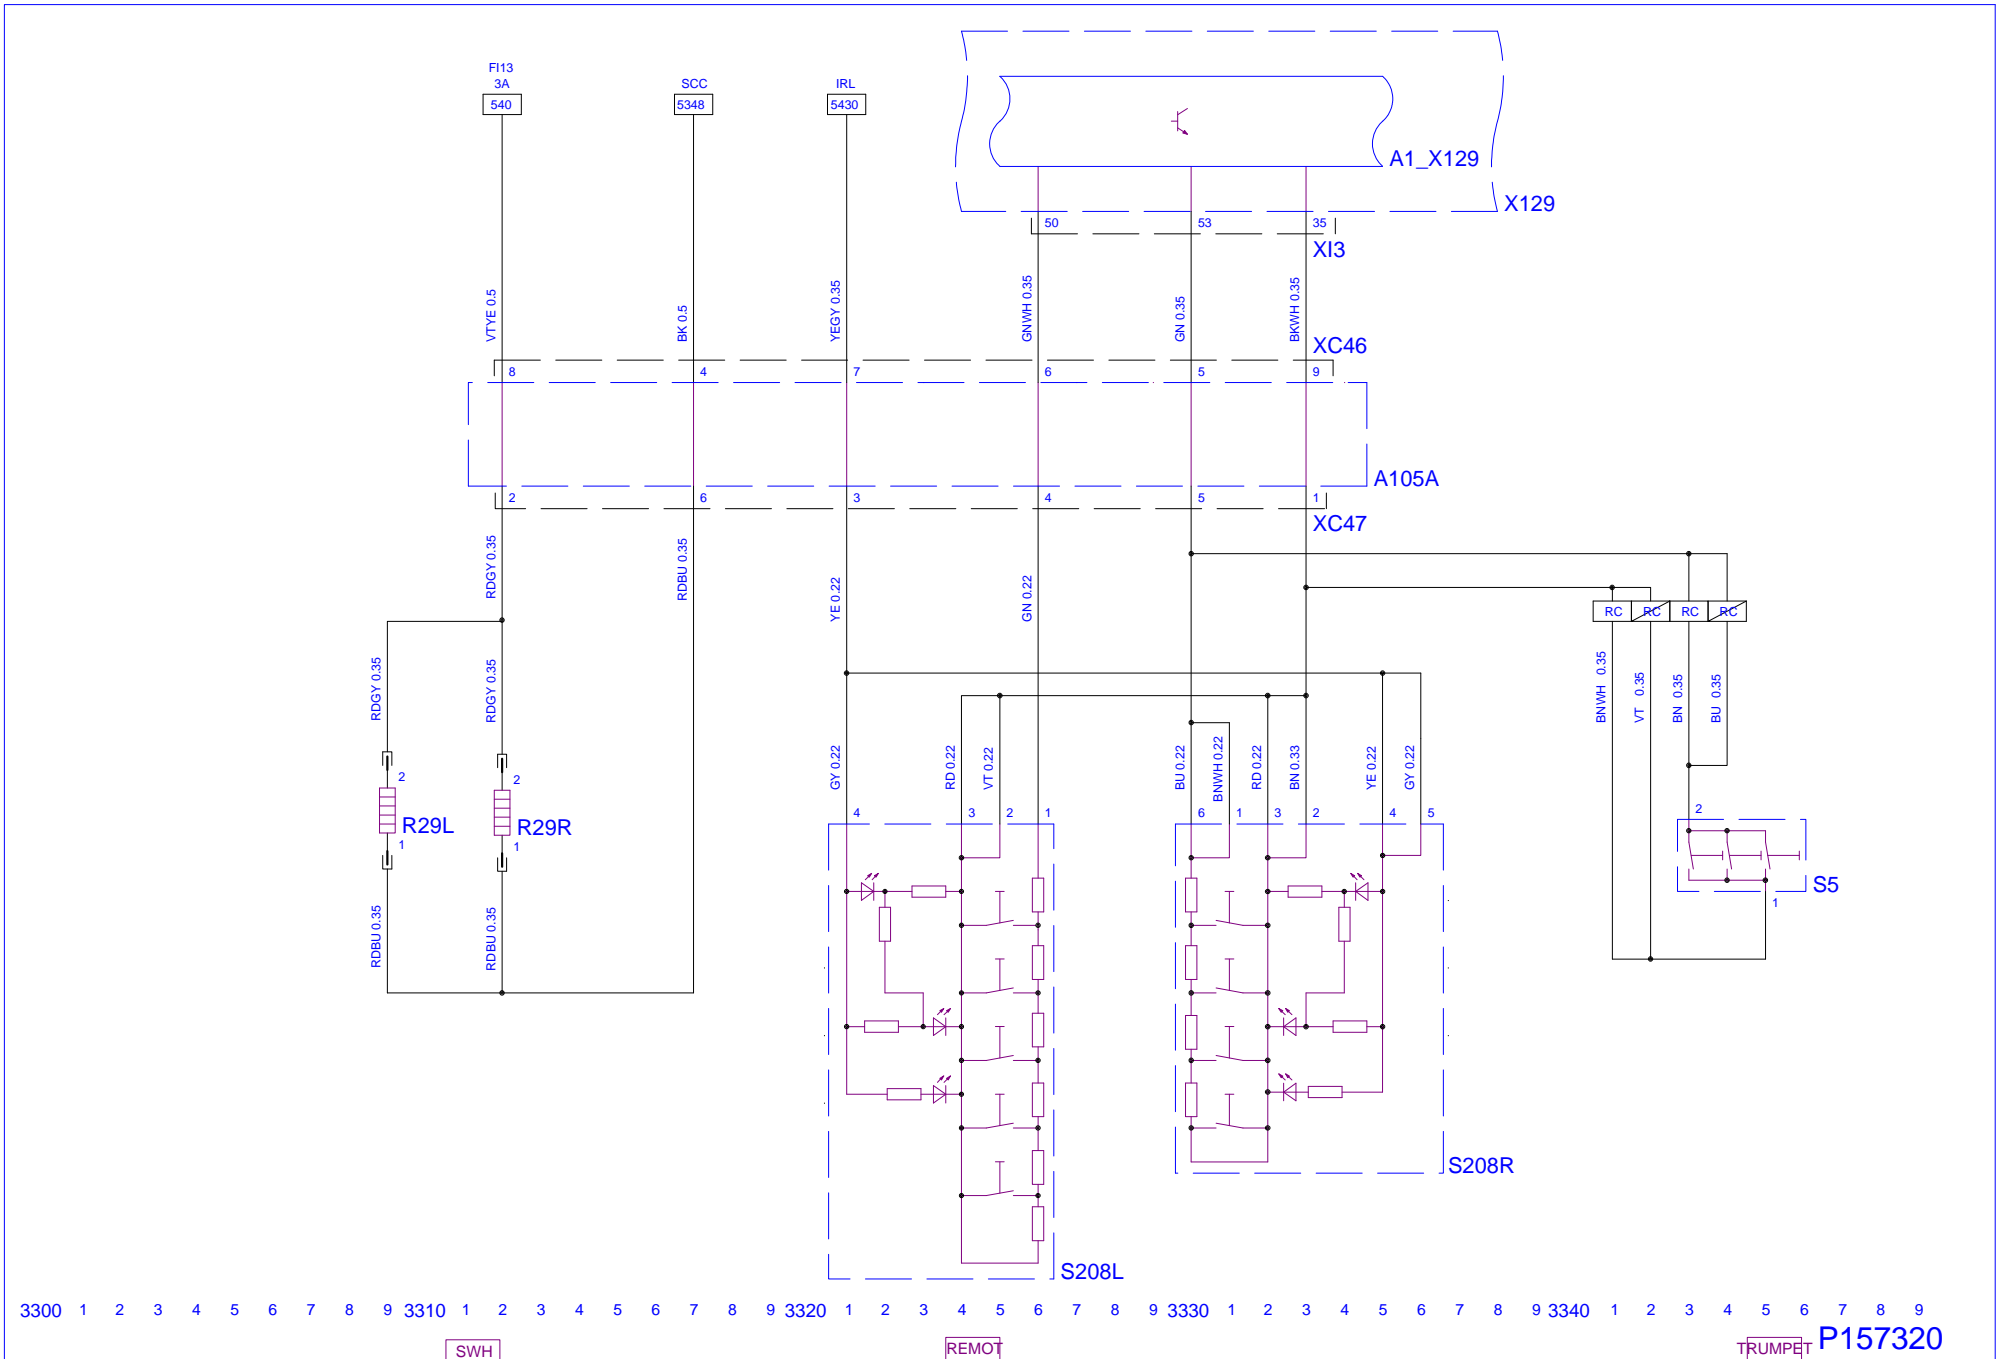 FI13
3A
540
SCC
5348
IRL
5430
A1_X129
X129
50 53 35
XI3
VTYE 0.5
BK 0.5
YEGY 0.35
GNWH 0.35
GN 0.35
BKWH 0.35
XC46
8 4 7 6 5 9
A105A
2 6 3 4 5 1
XC47
RDGY 0.35
RDBU 0.35
YE 0.22
GN 0.22
RC RC RC RC
RDGY 0.35
RDGY 0.35
BNWH 0.35
VT 0.35
BN 0.35
BU 0.35
GY 0.22
RD 0.22
VT 0.22
BU 0.22
BNWH 0.22
RD 0.22
BN 0.33
YE 0.22
GY 0.22
2
R29L
1
2
R29R
1
4 3 2 1
6 1 3 2 4 5
2
S5
1
RDBU 0.35
RDBU 0.35
S208R
S208L
3300 1 2 3 4 5 6 7 8 9 3310 1 2 3 4 5 6 7 8 9 3320 1 2 3 4 5 6 7 8 9 3330 1 2 3 4 5 6 7 8 9 3340 1 2 3 4 5 6 7 8 9
SWH
REMOT
TRUMPET
P157320